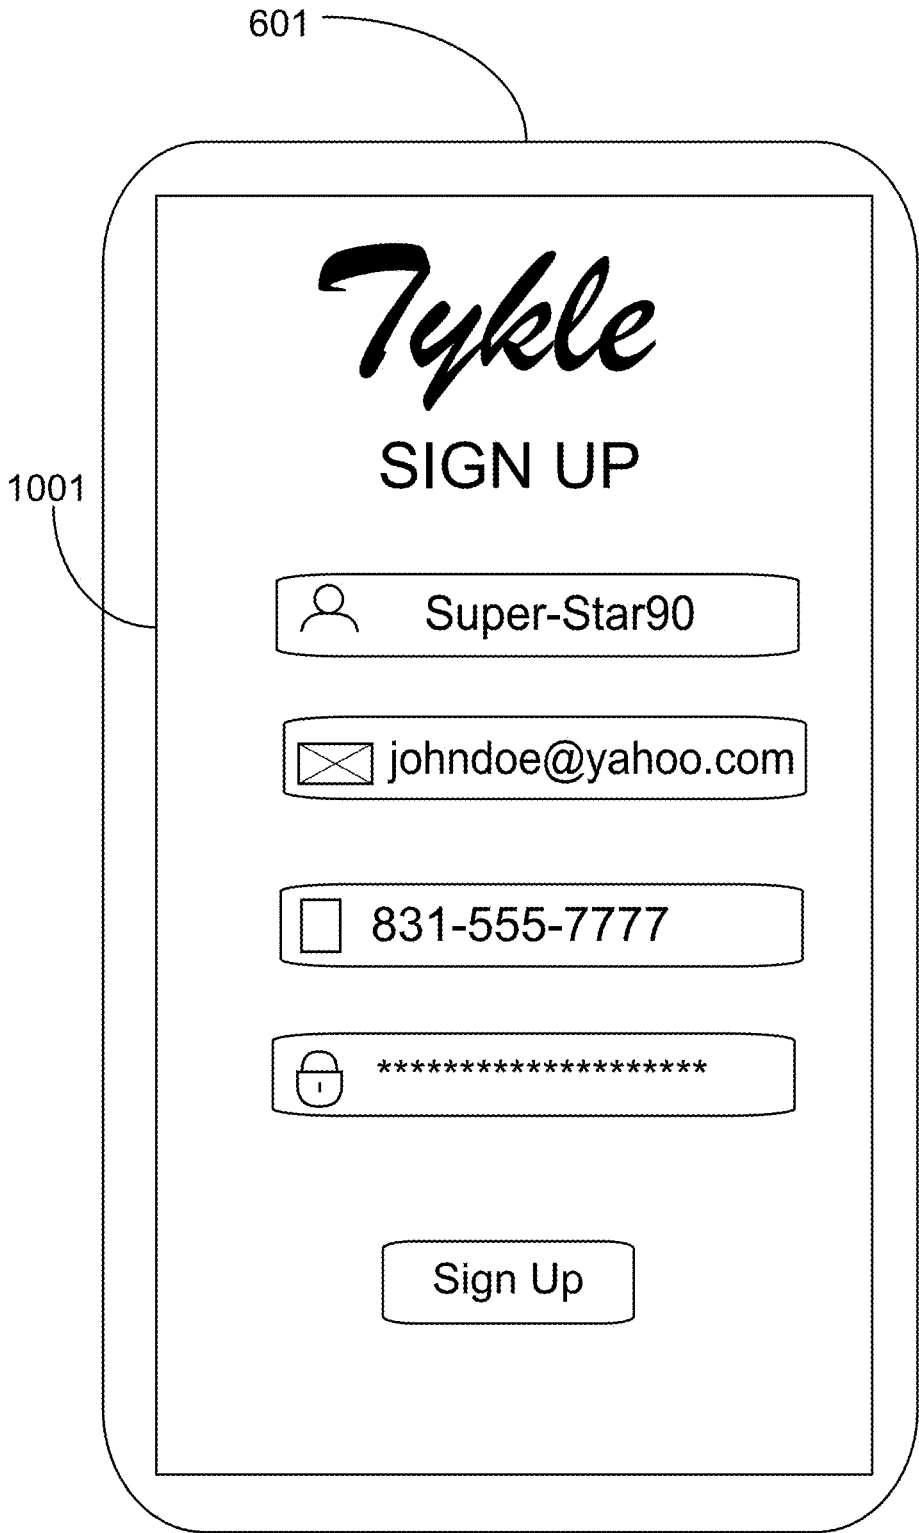 601
Tykle
SIGN UP
1001
Super-Star90
johndoe@yahoo.com
831-555-7777
********************
Sign Up